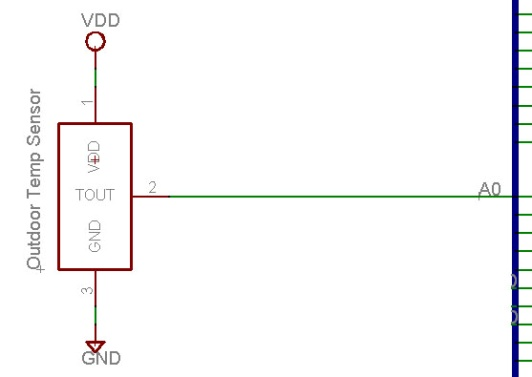 VDD
1
Outdoor Temp Sensor
VDD
TOUT
2
A0
GND
3
GND